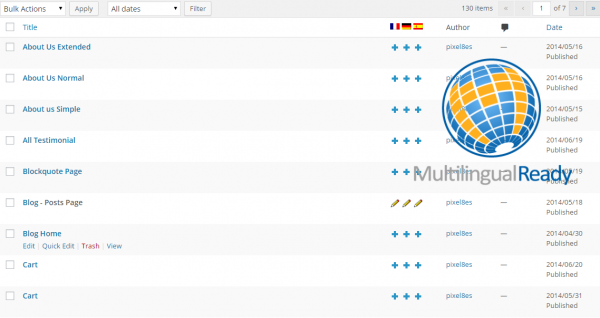 Bulk Actions Apply All dates Filter 130 items « ‹ 1 of 7 › »
Title Author Date
About Us Extended pixel8es — 2014/05/16
Published
About Us Normal pixel8es — 2014/05/16
Published
About us Simple pixel8es 2014/05/15
Published
All Testimonial pixel8es 2014/06/19
Published
Blockquote Page
MultilingualReady
Published
Blog - Posts Page pixel8es — 2014/05/18
Published
Blog Home pixel8es — 2014/04/30
Edit | Quick Edit | Trash | View Published
Cart pixel8es — 2014/06/20
Published
Cart pixel8es — 2014/05/31
Published